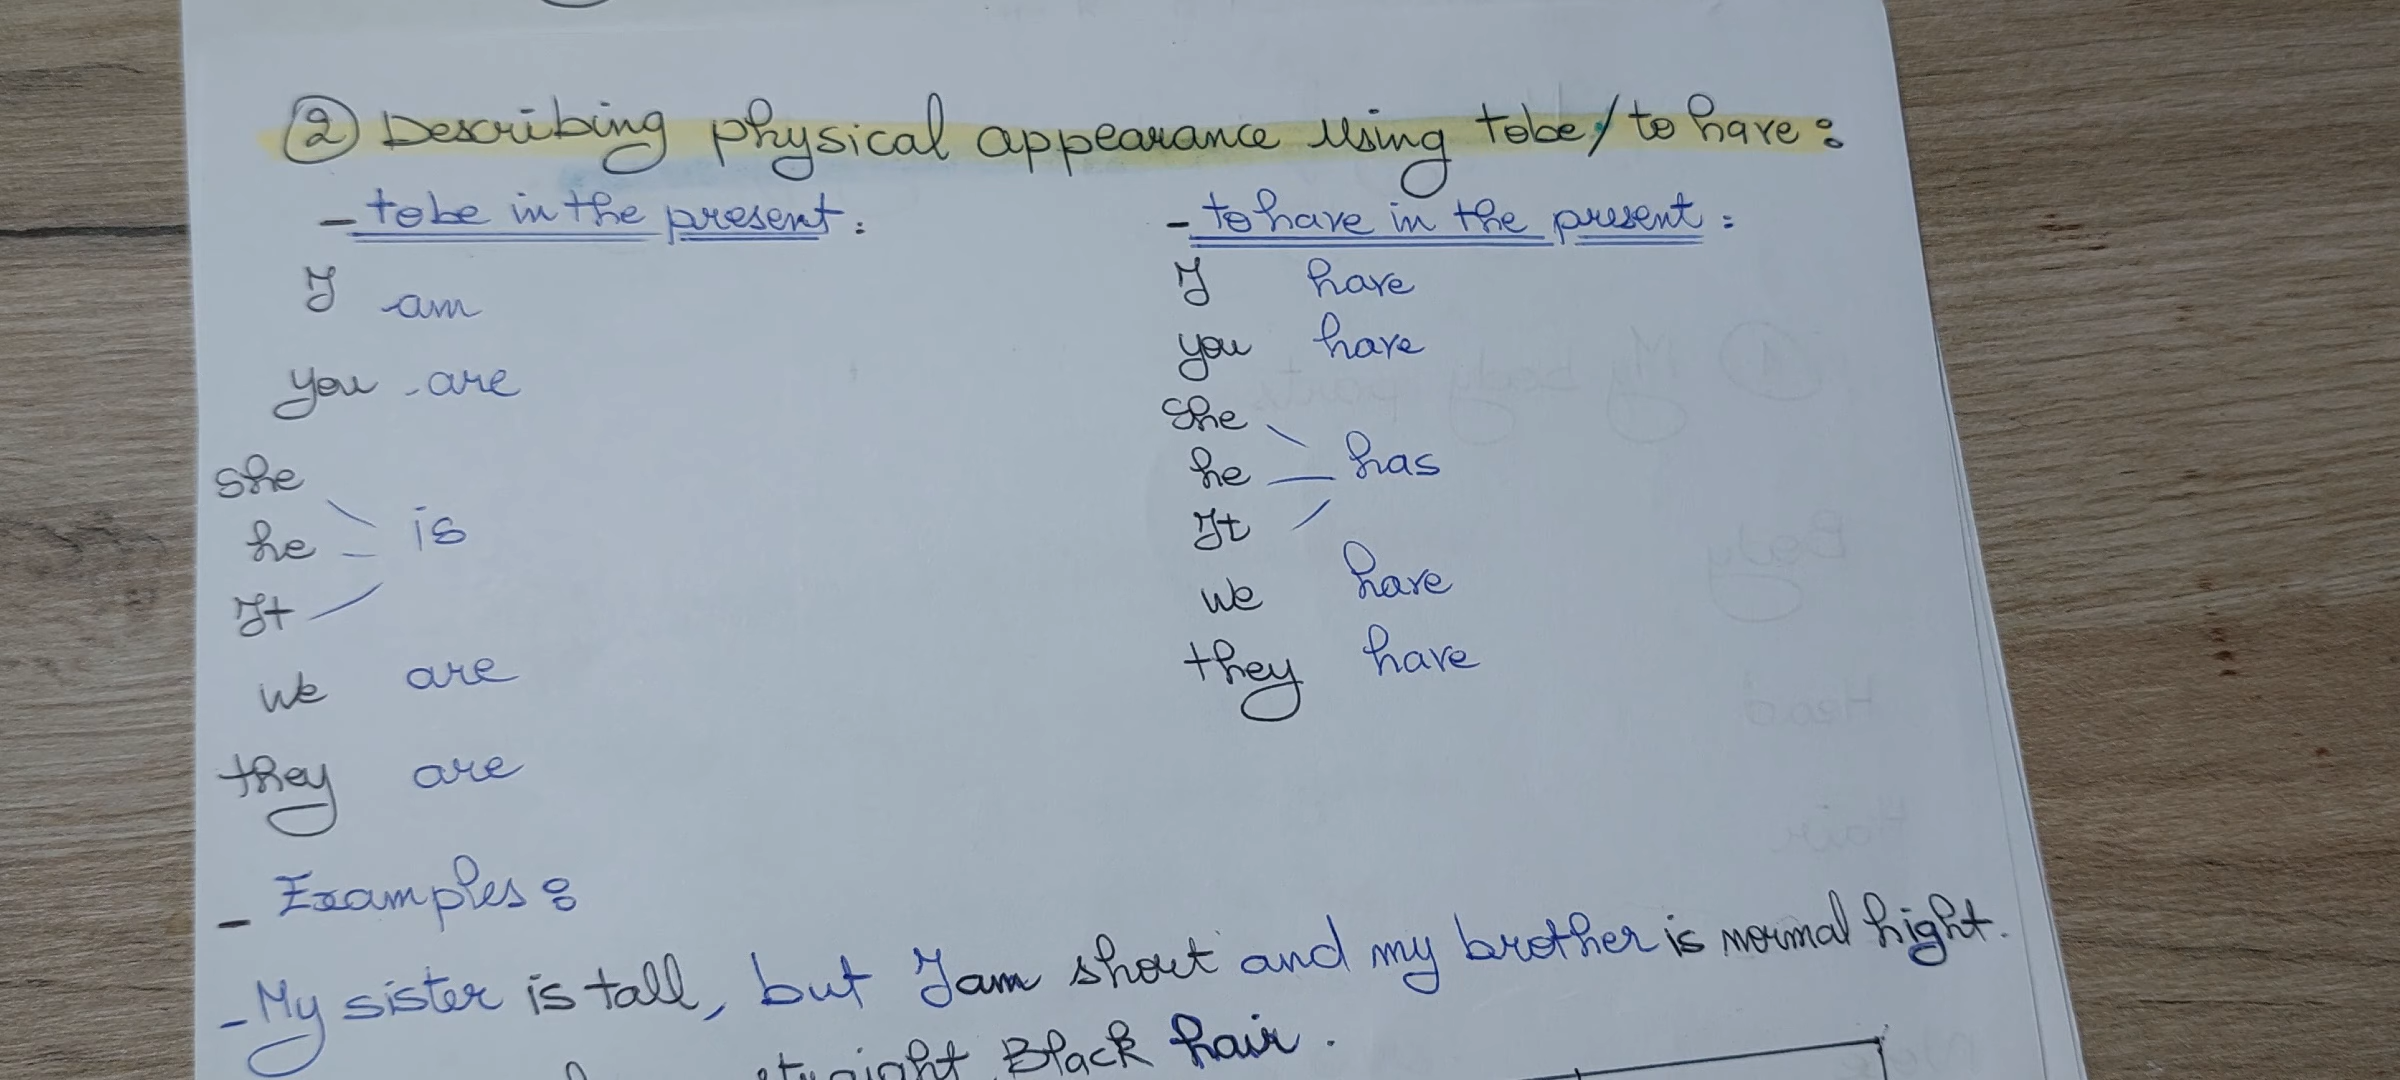 ② Describing physical appearance using tobe / to have :
- tobe in the present :
I am
you are
she
he is
It
we are
they are
- to have in the present :
I have
you have
she
he has
It
we have
they have
- Examples :
- My sister is tall, but I am short and my brother is normal hight.
straight Black hair .